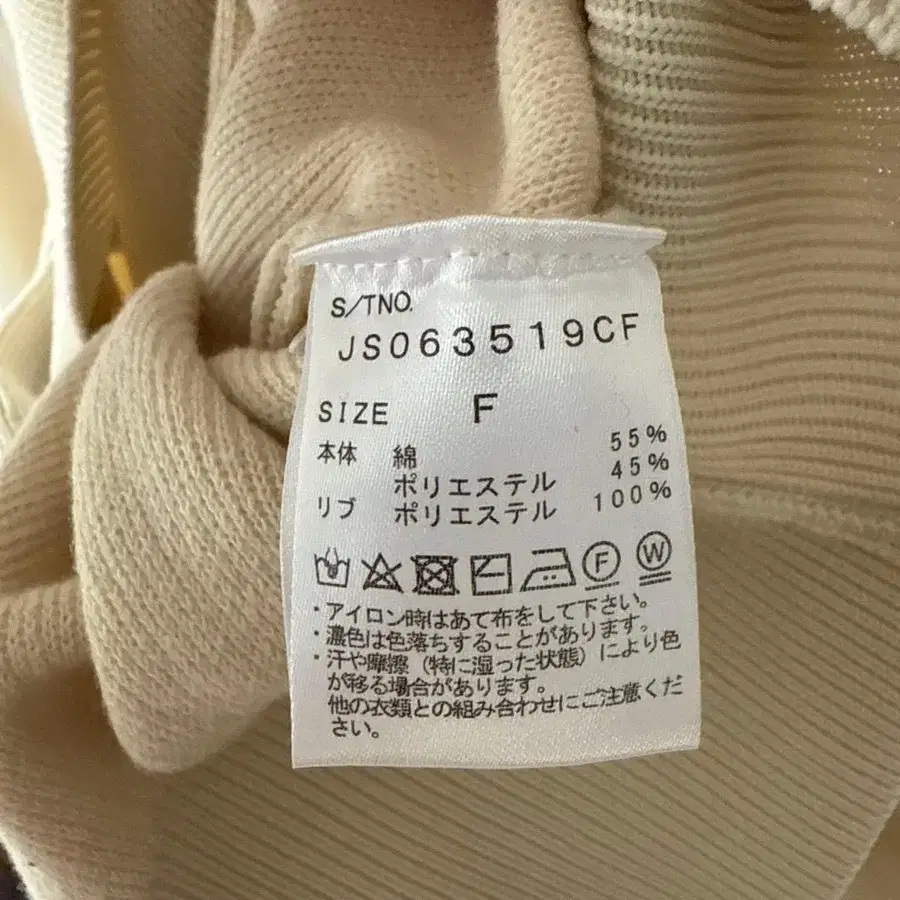 S/TNO.
JS063519CF
SIZE F
本体 綿 55%
ポリエステル 45%
リブ ポリエステル 100%
F W
・アイロン時はあて布をして下さい。
・濃色は色落ちすることがあります。
・汗や摩擦（特に湿った状態）により色
が移る場合があります。
他の衣類との組み合わせにご注意くだ
さい。